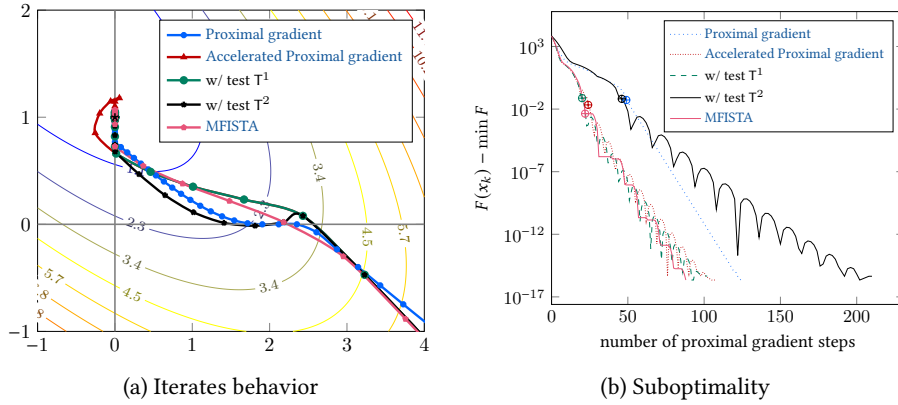 Proximal gradient
Accelerated Proximal gradient
w/ test T¹
w/ test T²
MFISTA
2
1
0
−1
−1
0
1
2
3
4
2.3
3.4
3.4
3.4
4.5
4.5
5.7
5.7
(a) Iterates behavior
Proximal gradient
Accelerated Proximal gradient
w/ test T¹
w/ test T²
MFISTA
F(xₖ) − min F
10³
10⁻²
10⁻⁷
10⁻¹²
10⁻¹⁷
0
50
100
150
200
number of proximal gradient steps
(b) Suboptimality